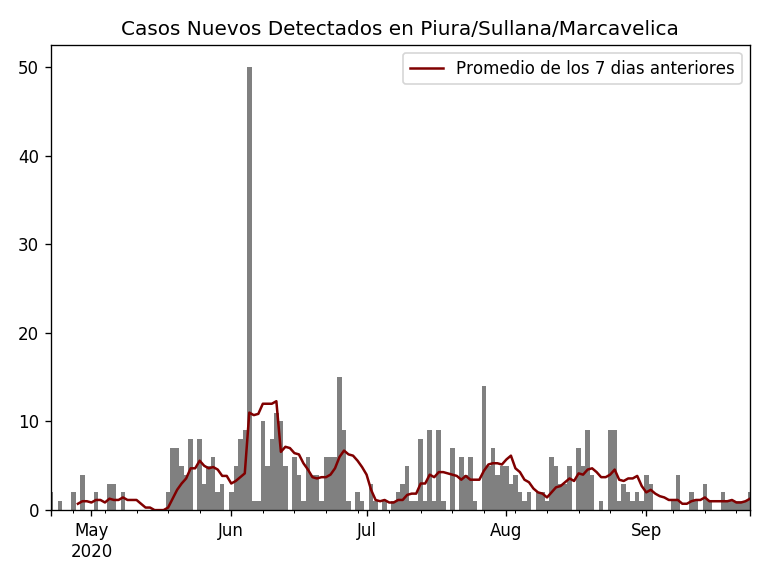 Casos Nuevos Detectados en Piura/Sullana/Marcavelica
Promedio de los 7 dias anteriores
50
40
30
20
10
0
May Jun Jul Aug Sep
2020